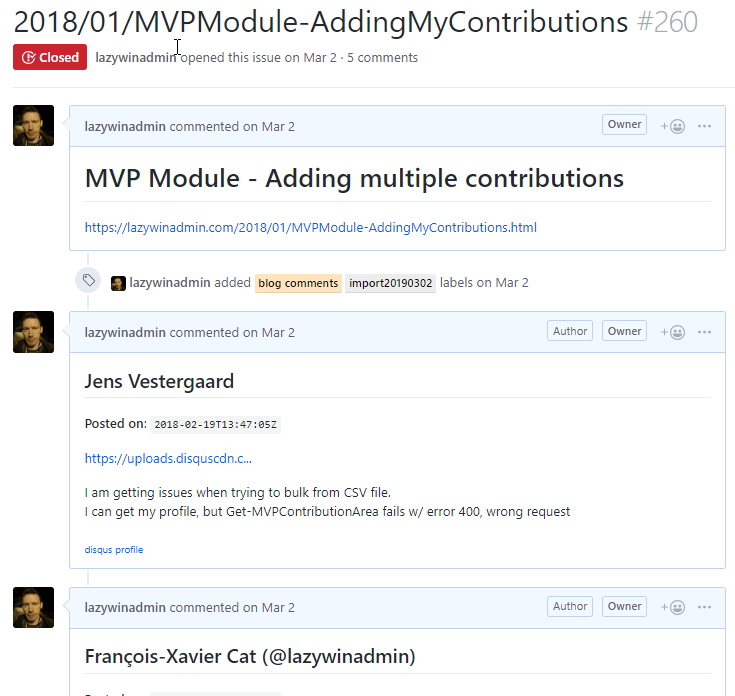 2018/01/MVPModule-AddingMyContributions #260
Closed lazywinadmin opened this issue on Mar 2 · 5 comments
lazywinadmin commented on Mar 2 Owner
MVP Module - Adding multiple contributions
https://lazywinadmin.com/2018/01/MVPModule-AddingMyContributions.html
lazywinadmin added blog comments import20190302 labels on Mar 2
lazywinadmin commented on Mar 2 Author Owner
Jens Vestergaard
Posted on: 2018-02-19T13:47:05Z
https://uploads.disquscdn.c...
I am getting issues when trying to bulk from CSV file.
I can get my profile, but Get-MVPContributionArea fails w/ error 400, wrong request
disqus profile
lazywinadmin commented on Mar 2 Author Owner
François-Xavier Cat (@lazywinadmin)